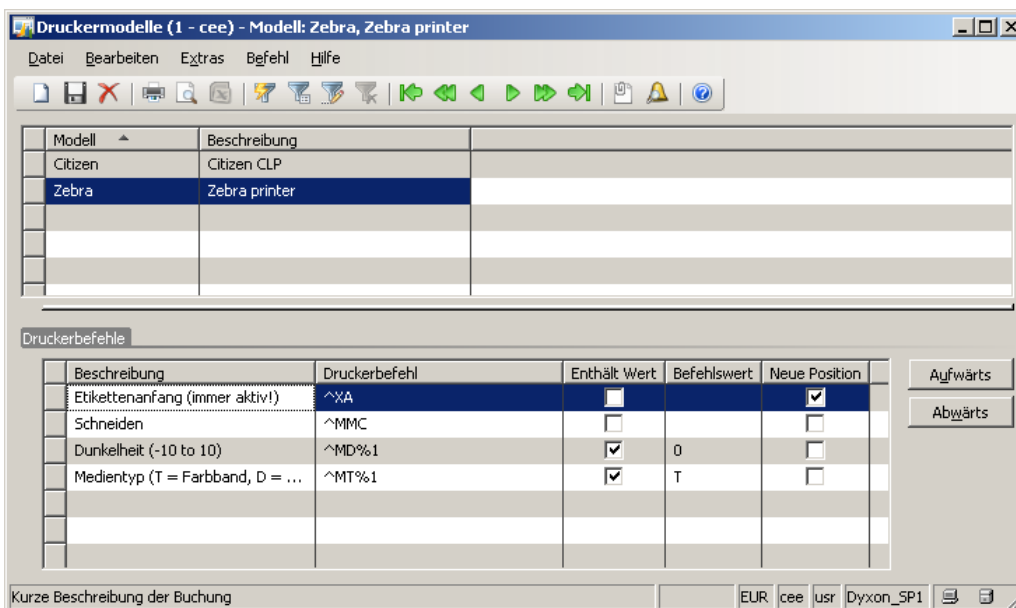 Druckermodelle (1 - cee) - Modell: Zebra, Zebra printer
Datei Bearbeiten Extras Befehl Hilfe
Modell Beschreibung
Citizen Citizen CLP
Zebra Zebra printer
Druckerbefehle
Beschreibung Druckerbefehl Enthält Wert Befehlswert Neue Position
Aufwärts
Etikettenanfang (immer aktiv!) ^XA
Abwärts
Schneiden ^MMC
Dunkelheit (-10 to 10) ^MD%1 0
Medientyp (T = Farbband, D = ... ^MT%1 T
Kurze Beschreibung der Buchung EUR cee usr Dyxon_SP1